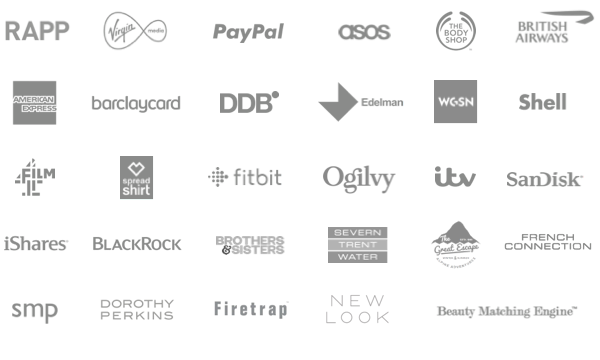 RAPP
Virgin media
PayPal
asos
THE
BODY
SHOP
BRITISH
AIRWAYS
AMERICAN
EXPRESS
barclaycard
DDB
Edelman
WGSN
Shell
FILM
4
spread
shirt
fitbit
Ogilvy
itv
SanDisk®
iShares®
BLACKROCK
BROTHERS
&SISTERS
SEVERN
TRENT
WATER
The
Great Escape
FRENCH
CONNECTION
smp
DOROTHY
PERKINS
Firetrap
NEW
LOOK
Beauty Matching Engine™